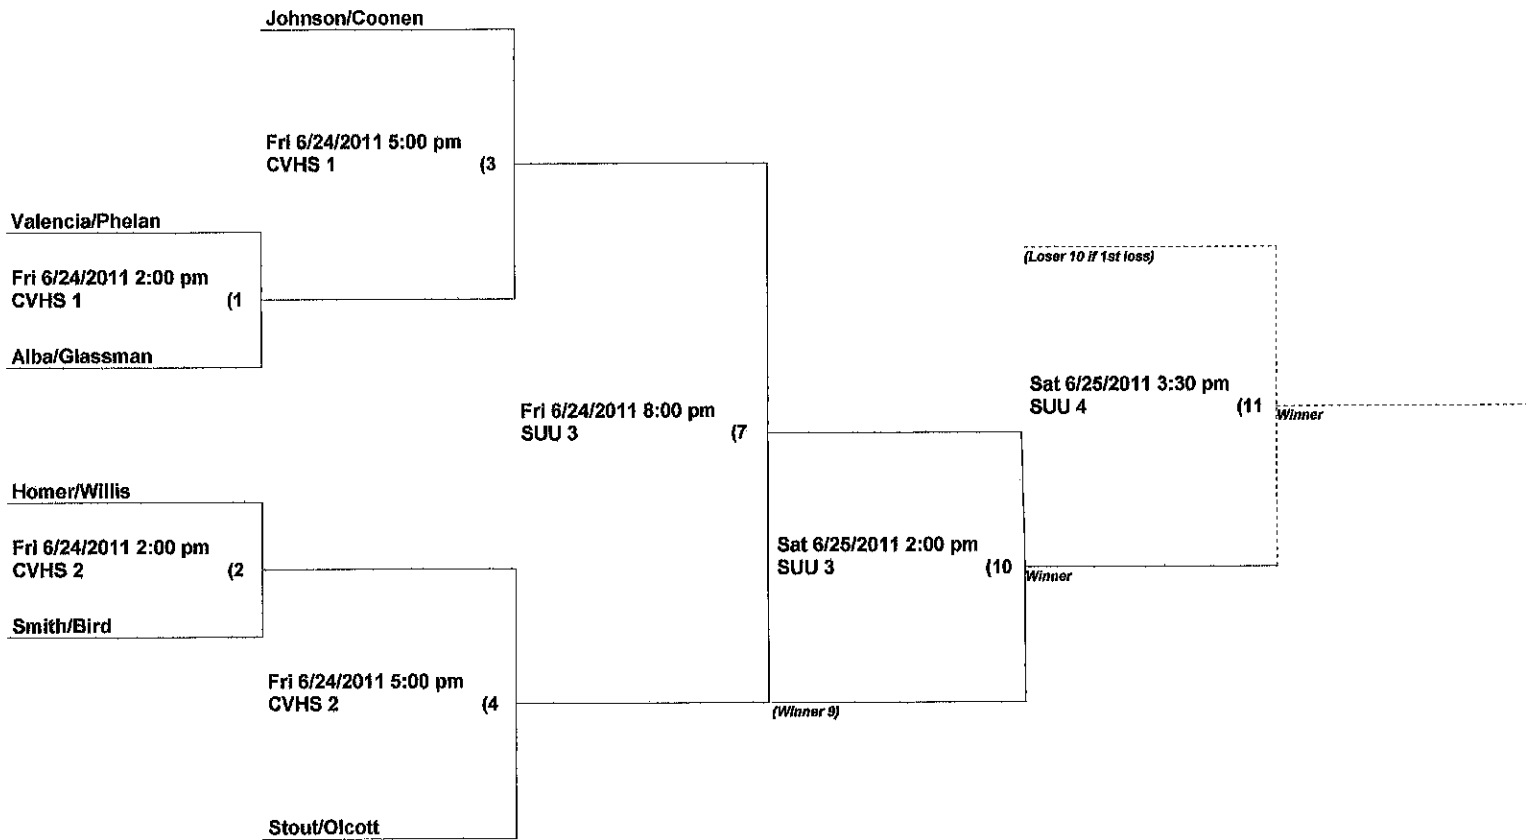 Johnson/Coonen
Fri 6/24/2011 5:00 pm
CVHS 1 (3
Valencia/Phelan
Fri 6/24/2011 2:00 pm
CVHS 1 (1
Alba/Glassman
(Loser 10 if 1st loss)
Sat 6/25/2011 3:30 pm
SUU 4 (11
Winner
Fri 6/24/2011 8:00 pm
SUU 3 (7
Homer/Willis
Fri 6/24/2011 2:00 pm
CVHS 2 (2
Smith/Bird
Sat 6/25/2011 2:00 pm
SUU 3 (10
Winner
Fri 6/24/2011 5:00 pm
CVHS 2 (4
(Winner 9)
Stout/Olcott